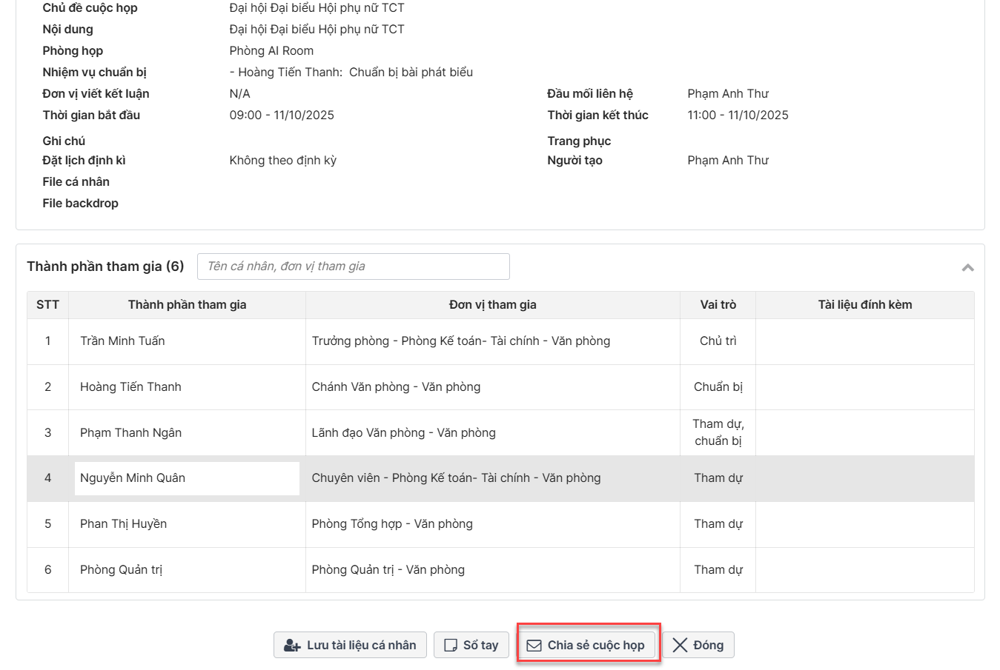 Chủ đề cuộc họp Đại hội Đại biểu Hội phụ nữ TCT
Nội dung Đại hội Đại biểu Hội phụ nữ TCT
Phòng họp Phòng AI Room
Nhiệm vụ chuẩn bị - Hoàng Tiến Thanh: Chuẩn bị bài phát biểu
Đơn vị viết kết luận N/A Đầu mối liên hệ Phạm Anh Thư
Thời gian bắt đầu 09:00 - 11/10/2025 Thời gian kết thúc 11:00 - 11/10/2025
Ghi chú Trang phục
Đặt lịch định kì Không theo định kỳ Người tạo Phạm Anh Thư
File cá nhân
File backdrop
Thành phần tham gia (6) Tên cá nhân, đơn vị tham gia
STT Thành phần tham gia Đơn vị tham gia Vai trò Tài liệu đính kèm
1 Trần Minh Tuấn Trưởng phòng - Phòng Kế toán- Tài chính - Văn phòng Chủ trì
2 Hoàng Tiến Thanh Chánh Văn phòng - Văn phòng Chuẩn bị
3 Phạm Thanh Ngân Lãnh đạo Văn phòng - Văn phòng Tham dự,
chuẩn bị
4 Nguyễn Minh Quân Chuyên viên - Phòng Kế toán- Tài chính - Văn phòng Tham dự
5 Phan Thị Huyền Phòng Tổng hợp - Văn phòng Tham dự
6 Phòng Quản trị Phòng Quản trị - Văn phòng Tham dự
Lưu tài liệu cá nhân Sổ tay Chia sẻ cuộc họp Đóng